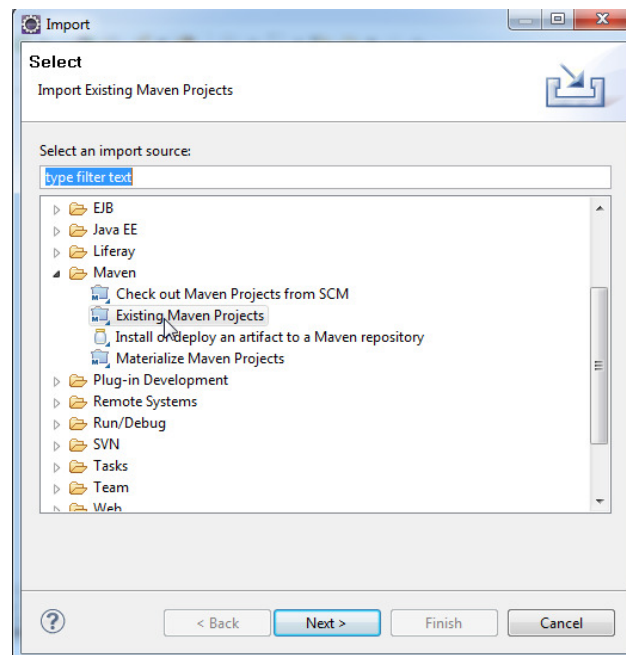 Import
Select
Import Existing Maven Projects
Select an import source:
type filter text
EJB
Java EE
Liferay
Maven
Check out Maven Projects from SCM
Existing Maven Projects
Install or deploy an artifact to a Maven repository
Materialize Maven Projects
Plug-in Development
Remote Systems
Run/Debug
SVN
Tasks
Team
Web
< Back Next > Finish Cancel